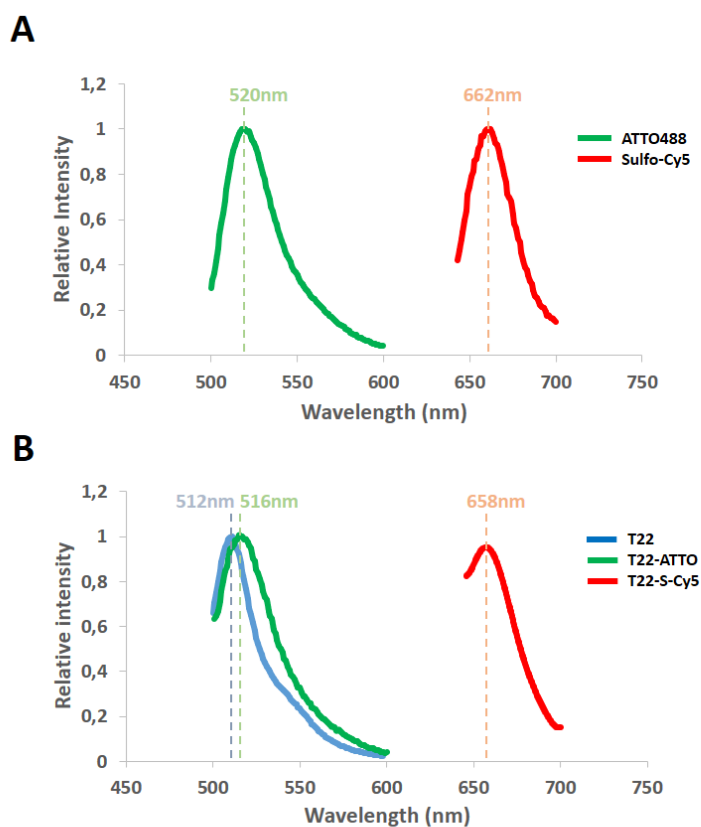 A
520nm 662nm
1,2
1
0,8
0,6
0,4
0,2
0
Relative Intensity
450 500 550 600 650 700 750
Wavelength (nm)
ATTO488
Sulfo-Cy5
B
512nm 516nm 658nm
1,2
1
0,8
0,6
0,4
0,2
0
Relative intensity
450 500 550 600 650 700 750
Wavelength (nm)
T22
T22-ATTO
T22-S-Cy5